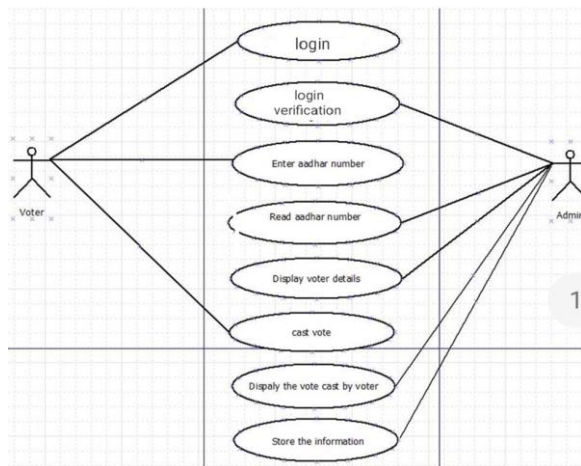 login
login
verification
Enter aadhar number
Read aadhar number
Voter
Admin
Display voter details
1
cast vote
Dispaly the vote cast by voter
Store the information